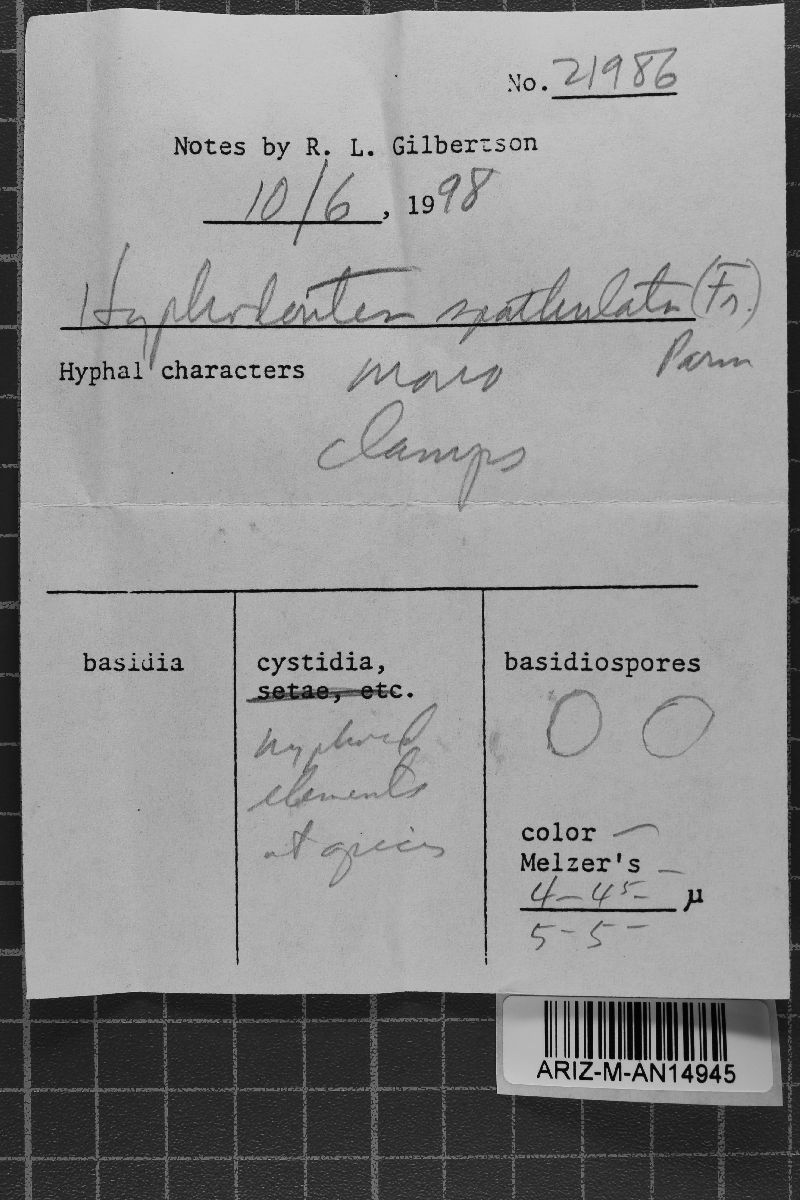 No. 21986
Notes by R. L. Gilbertson
10/6, 1998
Hyphodontia spathulata (Fr.)
Parm
Hyphal characters mono
clamps
basidia
cystidia,
setae, etc.
hyphoid
elements
at apices
basidiospores
color —
Melzer's —
4-4 5- µ
5-5-
ARIZ-M-AN14945